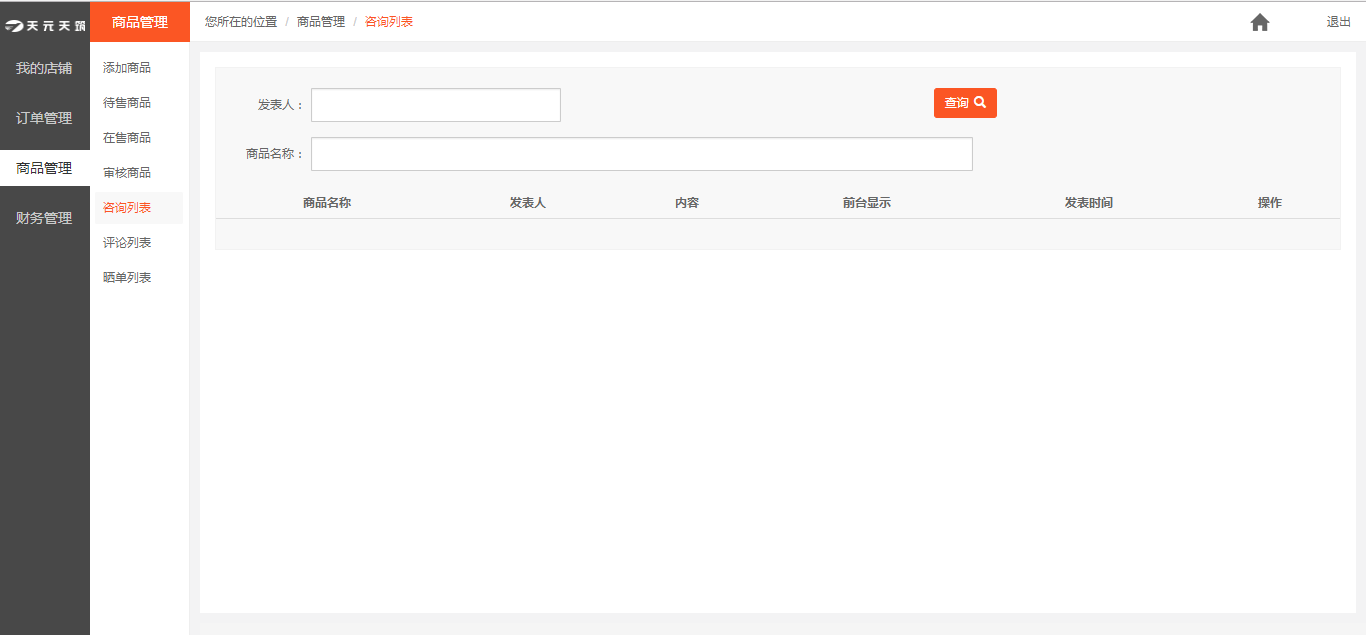 天元天筑
我的店铺
订单管理
商品管理
财务管理
商品管理
添加商品
待售商品
在售商品
审核商品
咨询列表
评论列表
晒单列表
您所在的位置 / 商品管理 / 咨询列表
退出
发表人：
查询
商品名称：
商品名称 发表人 内容 前台显示 发表时间 操作